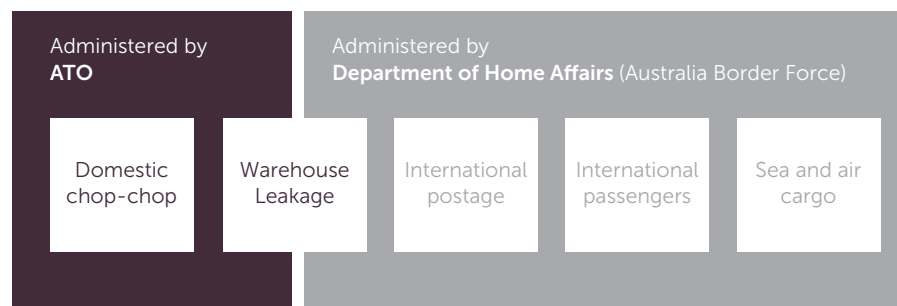 Administered by
ATO
Administered by
Department of Home Affairs (Australia Border Force)
Domestic
chop-chop
Warehouse
Leakage
International
postage
International
passengers
Sea and air
cargo